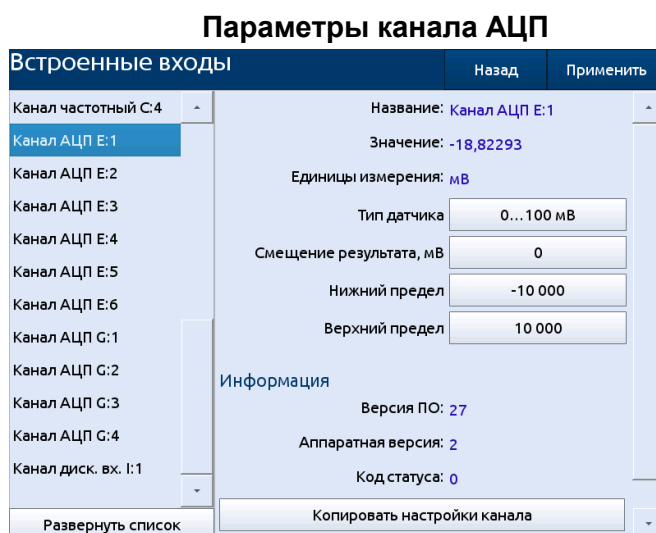 Параметры канала АЦП
Встроенные входы
Назад
Применить
Канал частотный C:4
Канал АЦП E:1
Канал АЦП E:2
Канал АЦП E:3
Канал АЦП E:4
Канал АЦП E:5
Канал АЦП E:6
Канал АЦП G:1
Канал АЦП G:2
Канал АЦП G:3
Канал АЦП G:4
Канал диск. вх. I:1
Развернуть список
Название: Канал АЦП E:1
Значение: -18,82293
Единицы измерения: мВ
Тип датчика 0...100 мВ
Смещение результата, мВ 0
Нижний предел -10 000
Верхний предел 10 000
Информация
Версия ПО: 27
Аппаратная версия: 2
Код статуса: 0
Копировать настройки канала